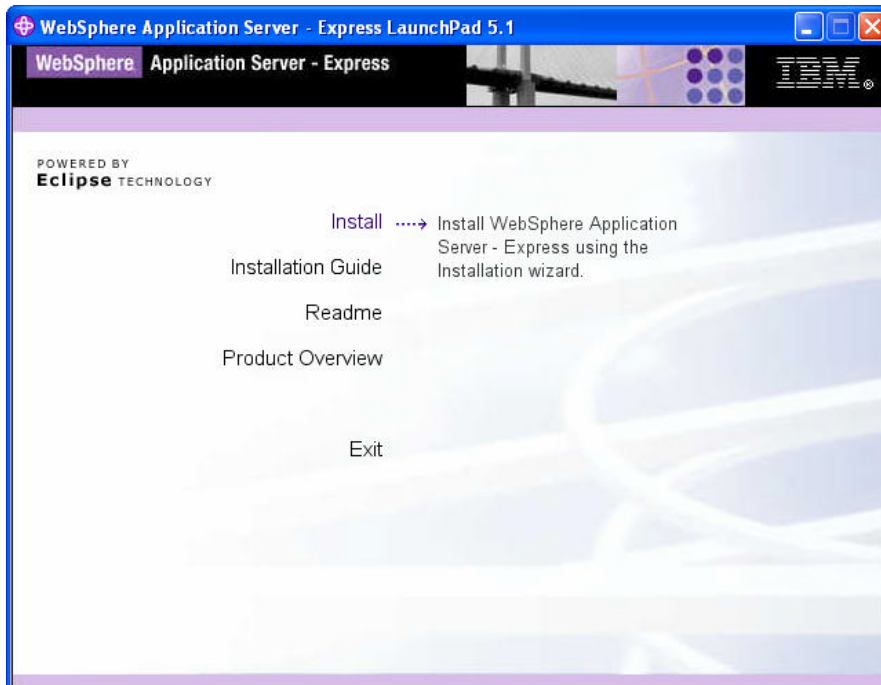 WebSphere Application Server - Express LaunchPad 5.1
WebSphere Application Server - Express
IBM®
POWERED BY
Eclipse TECHNOLOGY
Install
Install WebSphere Application
Server - Express using the
Installation wizard.
Installation Guide
Readme
Product Overview
Exit